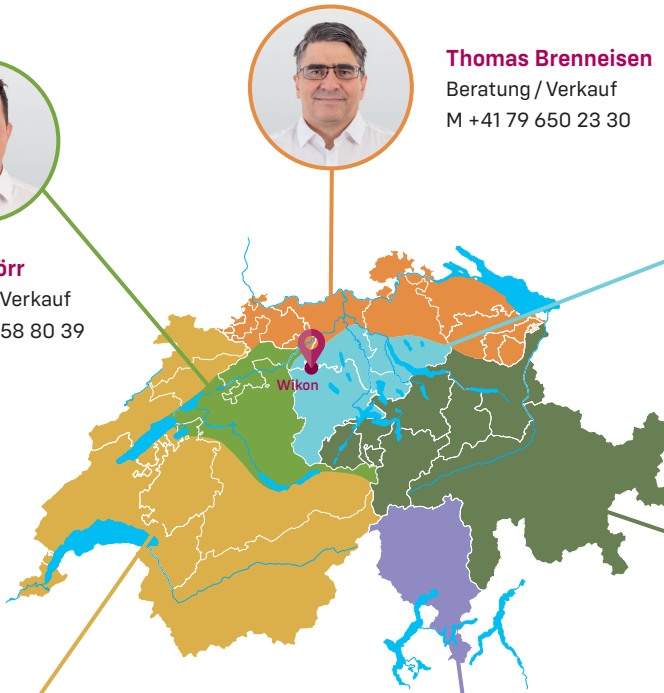 Thomas Brenneisen
Beratung / Verkauf
M +41 79 650 23 30
örr
Verkauf
58 80 39
Wikon